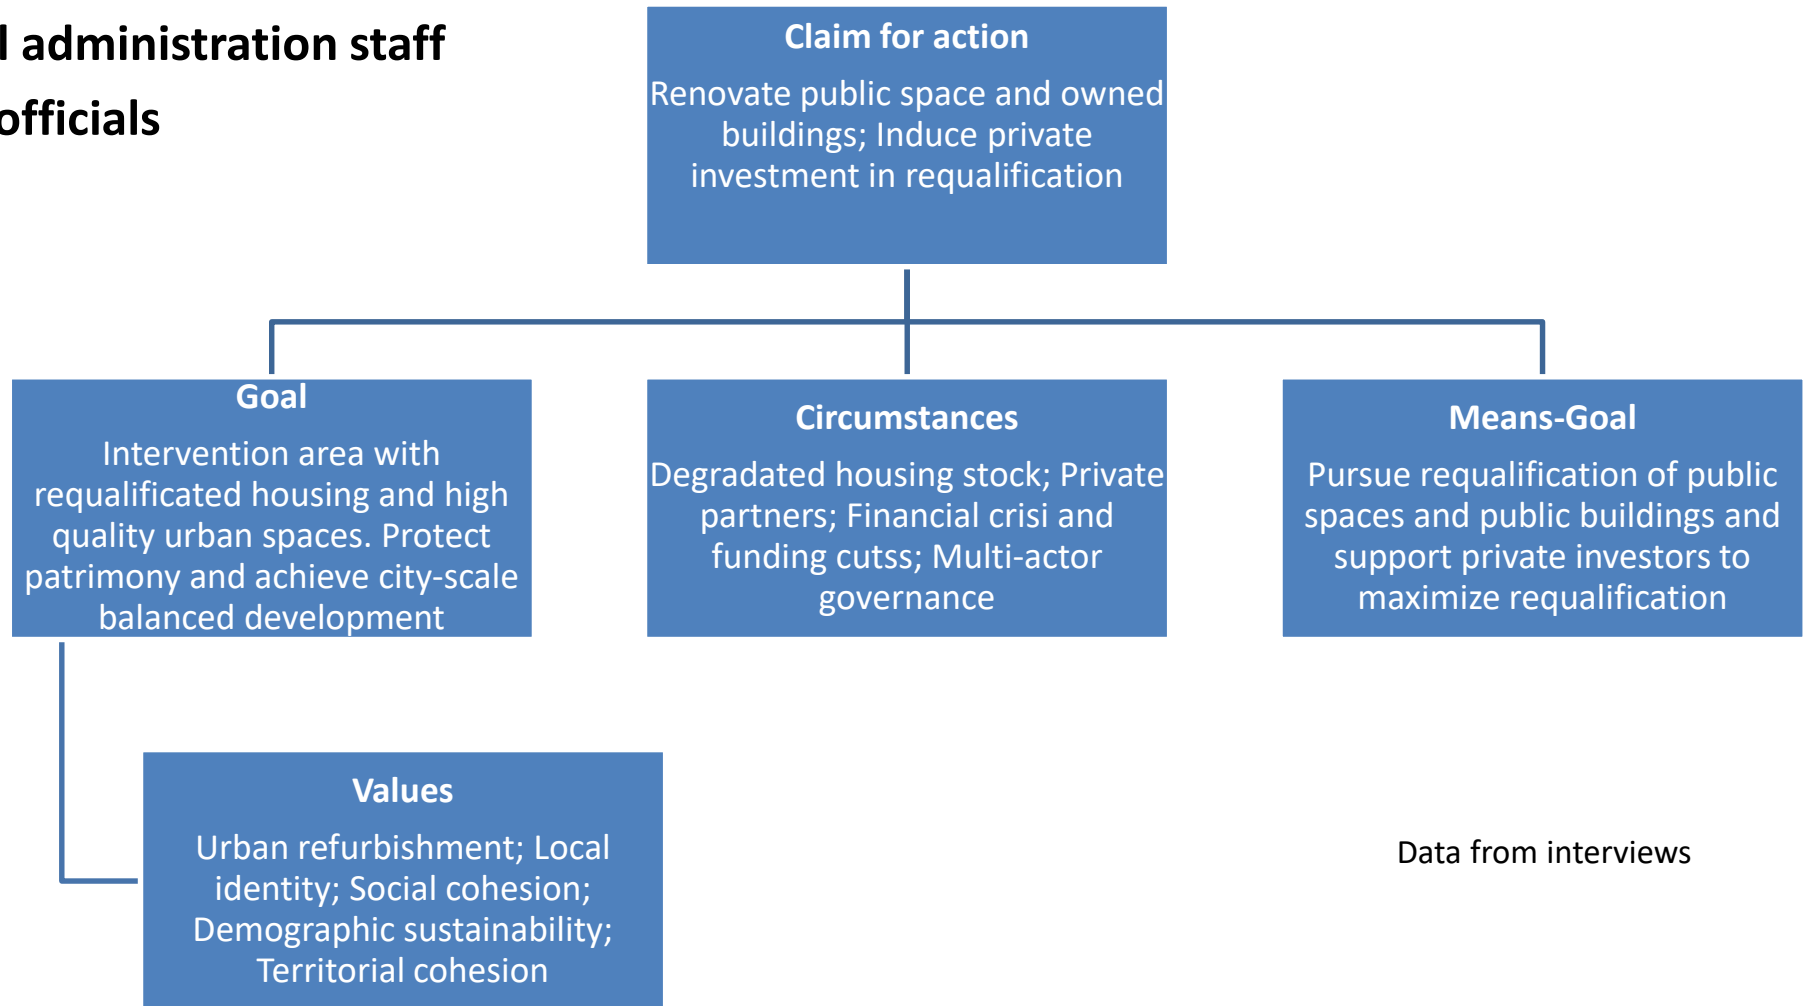 administration staff
officials
Claim for action
Renovate public space and owned
buildings; Induce private
investment in requalification
Goal
Intervention area with
requalificated housing and high
quality urban spaces. Protect
patrimony and achieve city-scale
balanced development
Circumstances
Degradated housing stock; Private
partners; Financial crisi and
funding cutss; Multi-actor
governance
Means-Goal
Pursue requalification of public
spaces and public buildings and
support private investors to
maximize requalification
Values
Urban refurbishment; Local
identity; Social cohesion;
Demographic sustainability;
Territorial cohesion
Data from interviews